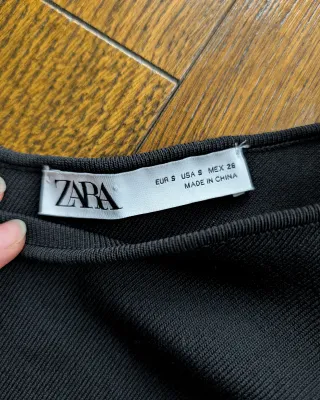 ZARA
EUR S USA S MEX 26
MADE IN CHINA